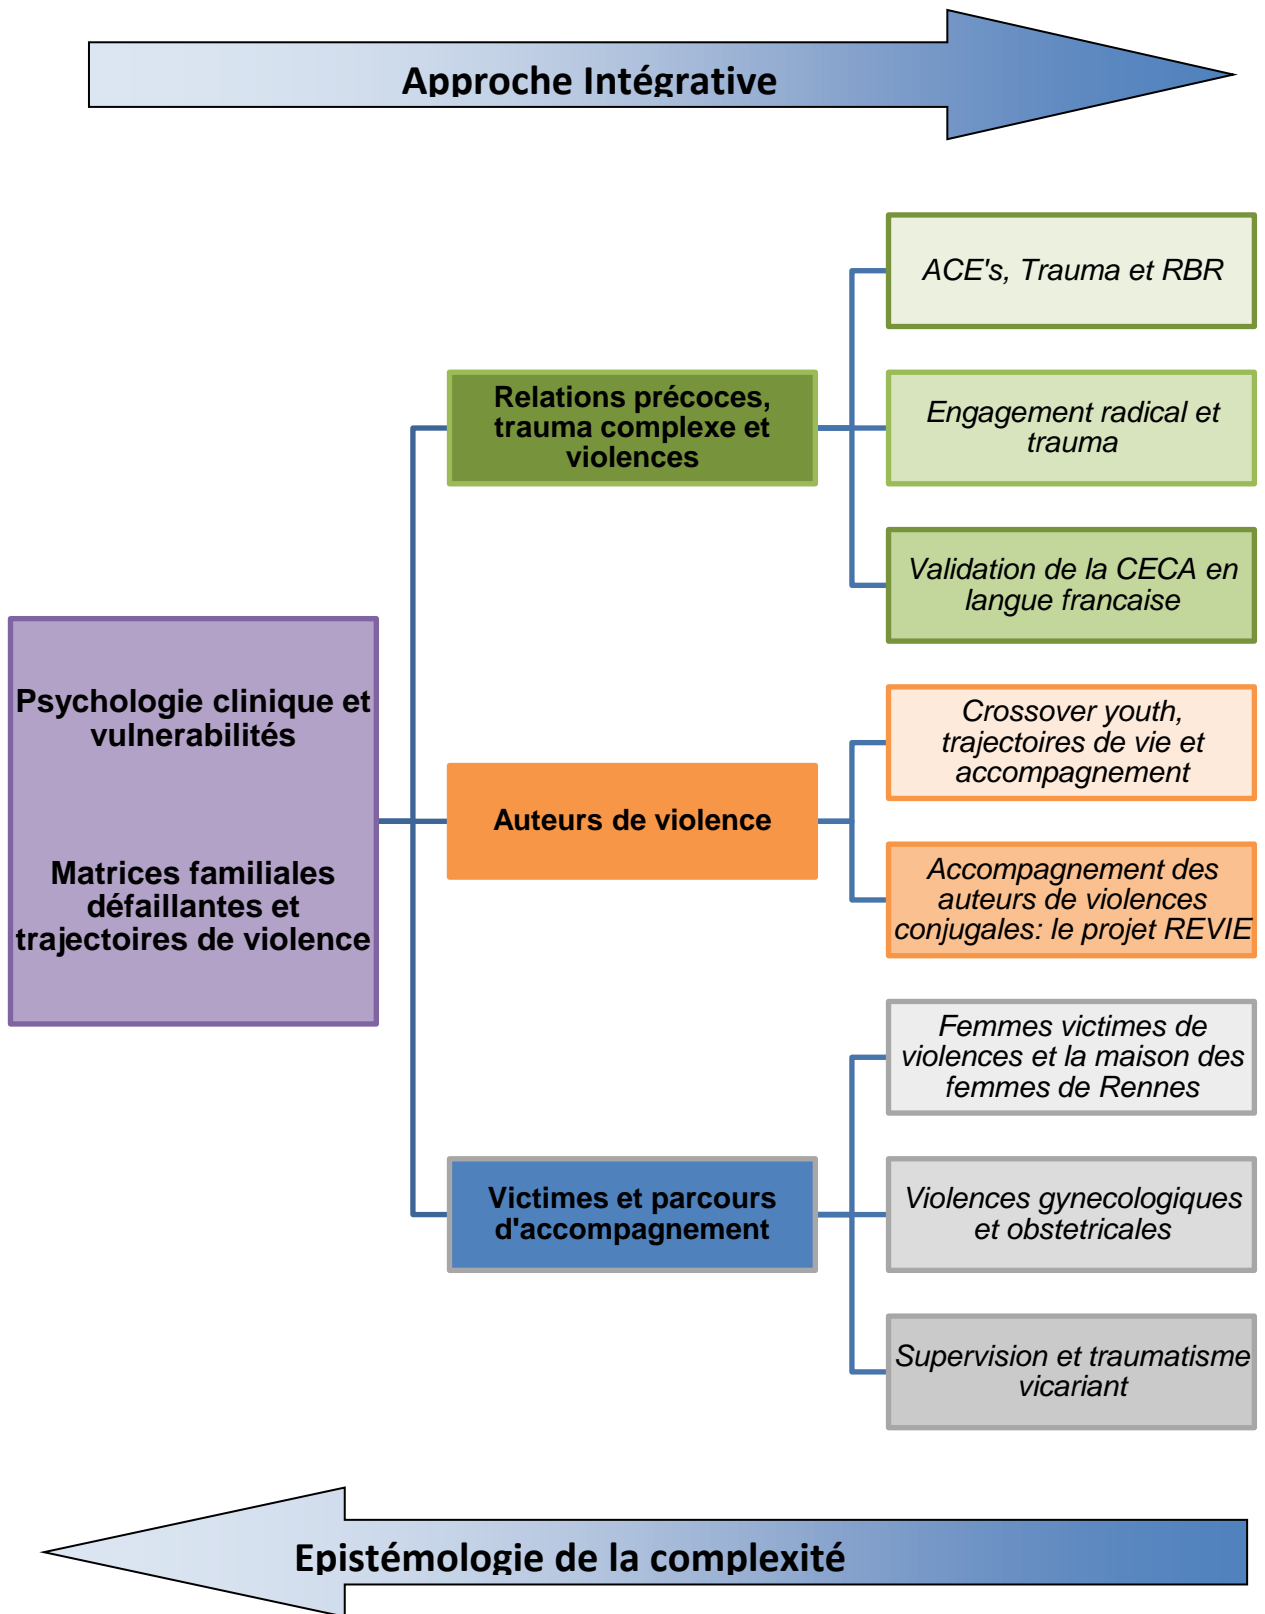 Approche Intégrative
ACE's, Trauma et RBR
Relations précoces,
trauma complexe et
violences
Engagement radical et
trauma
Validation de la CECA en
langue francaise
Psychologie clinique et
vulnerabilités
Matrices familiales
défaillantes et
trajectoires de violence
Crossover youth,
trajectoires de vie et
accompagnement
Auteurs de violence
Accompagnement des
auteurs de violences
conjugales: le projet REVIE
Femmes victimes de
violences et la maison des
femmes de Rennes
Victimes et parcours
d'accompagnement
Violences gynecologiques
et obstetricales
Supervision et traumatisme
vicariant
Epistémologie de la complexité